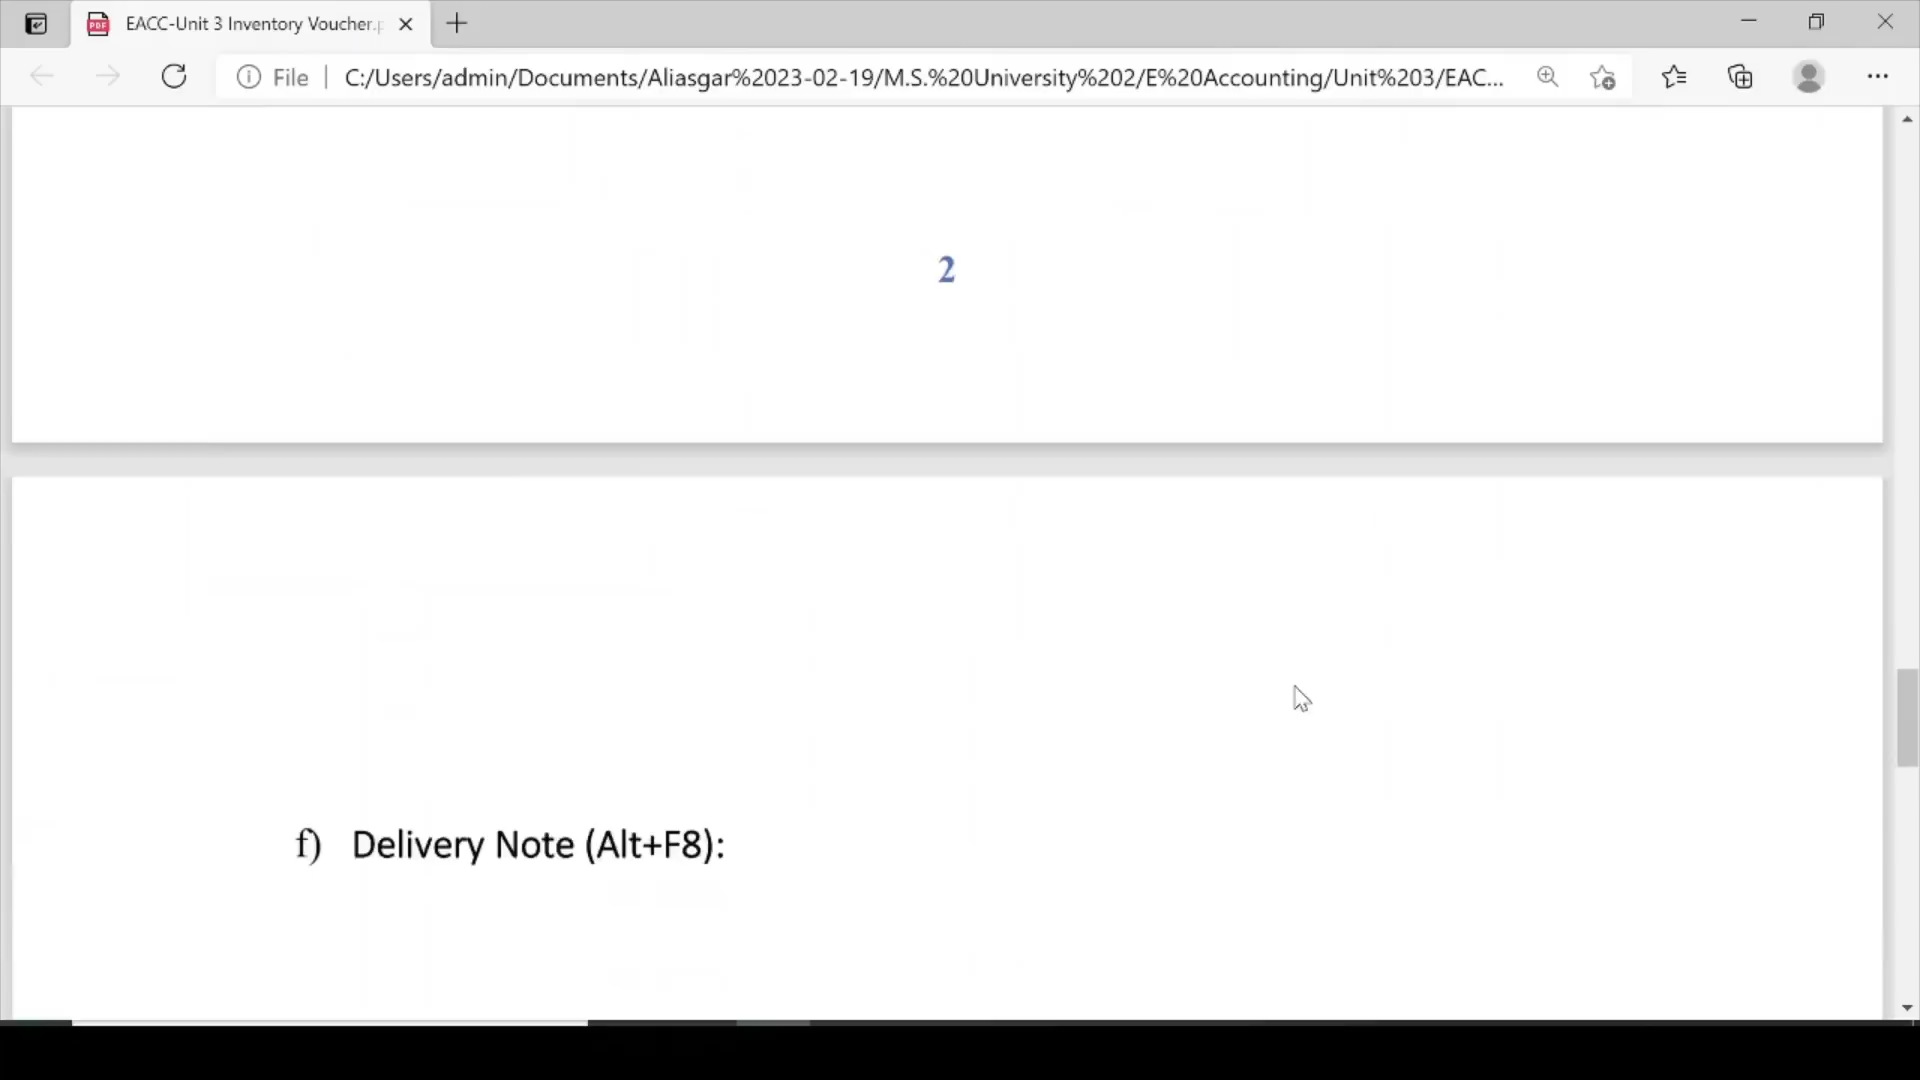 EACC-Unit 3 Inventory Voucher.p
File
C:/Users/admin/Documents/Aliasgar%2023-02-19/M.S.%20University%202/E%20Accounting/Unit%203/EAC...
2
f) Delivery Note (Alt+F8):